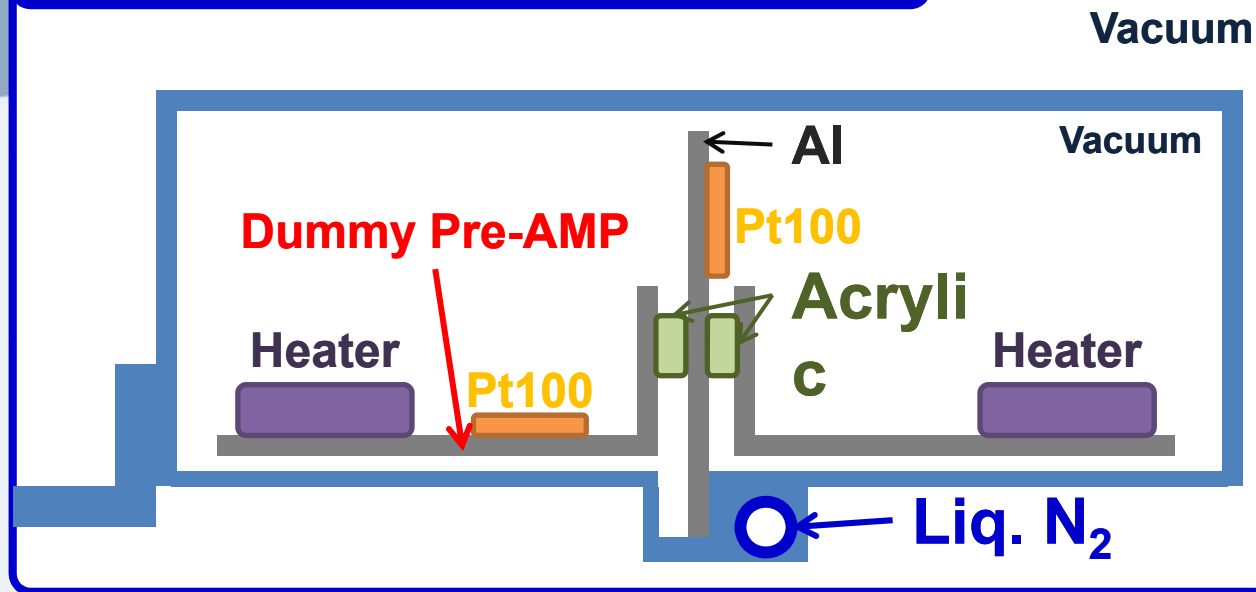 Vacuum
Vacuum
Al
Dummy Pre-AMP
Pt100
Acryli
c
Heater
Heater
Pt100
Liq. N₂